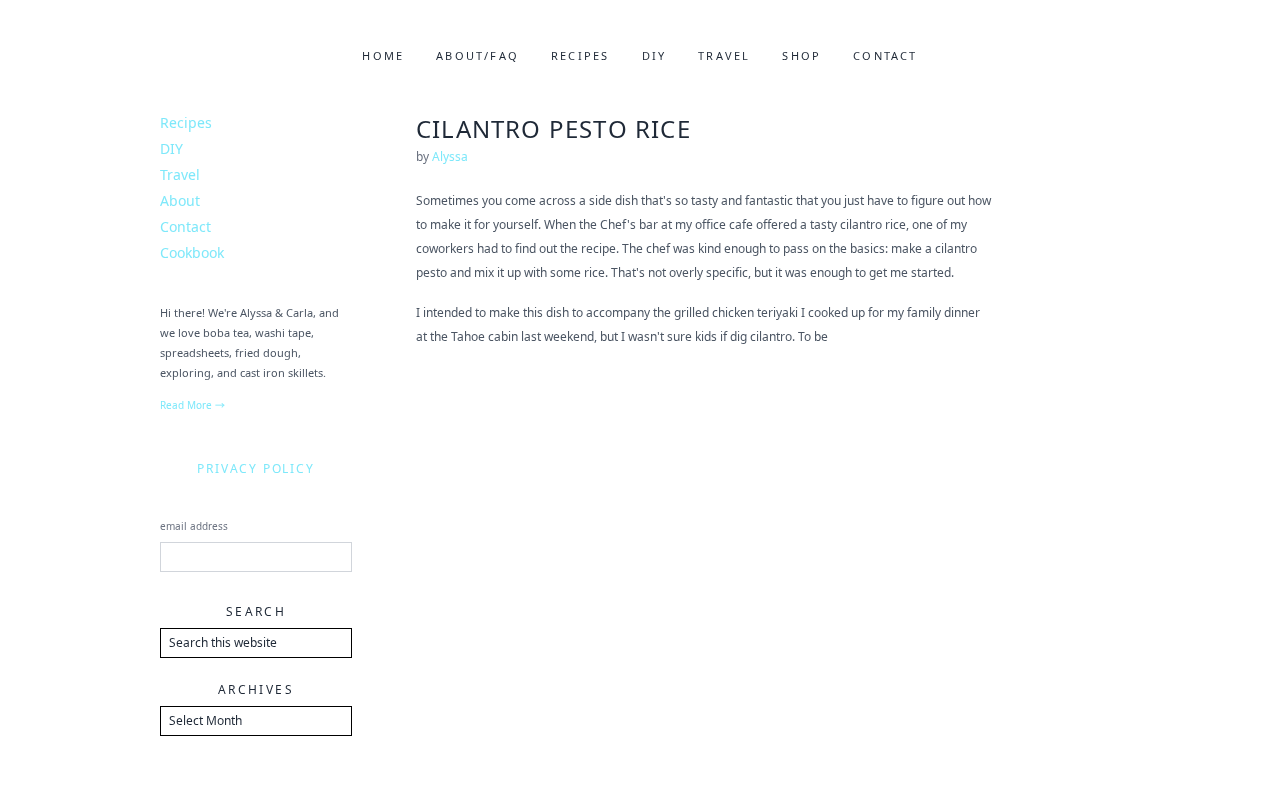 HOME ABOUT/FAQ RECIPES DIY TRAVEL SHOP CONTACT
Recipes
DIY
Travel
About
Contact
Cookbook
Hi there! We're Alyssa & Carla, and
we love boba tea, washi tape,
spreadsheets, fried dough,
exploring, and cast iron skillets.
Read More →
PRIVACY POLICY
email address
SEARCH
Search this website
ARCHIVES
Select Month
CILANTRO PESTO RICE
by Alyssa
Sometimes you come across a side dish that's so tasty and fantastic that you just have to figure out how
to make it for yourself. When the Chef's bar at my office cafe offered a tasty cilantro rice, one of my
coworkers had to find out the recipe. The chef was kind enough to pass on the basics: make a cilantro
pesto and mix it up with some rice. That's not overly specific, but it was enough to get me started.
I intended to make this dish to accompany the grilled chicken teriyaki I cooked up for my family dinner
at the Tahoe cabin last weekend, but I wasn't sure kids if dig cilantro. To be